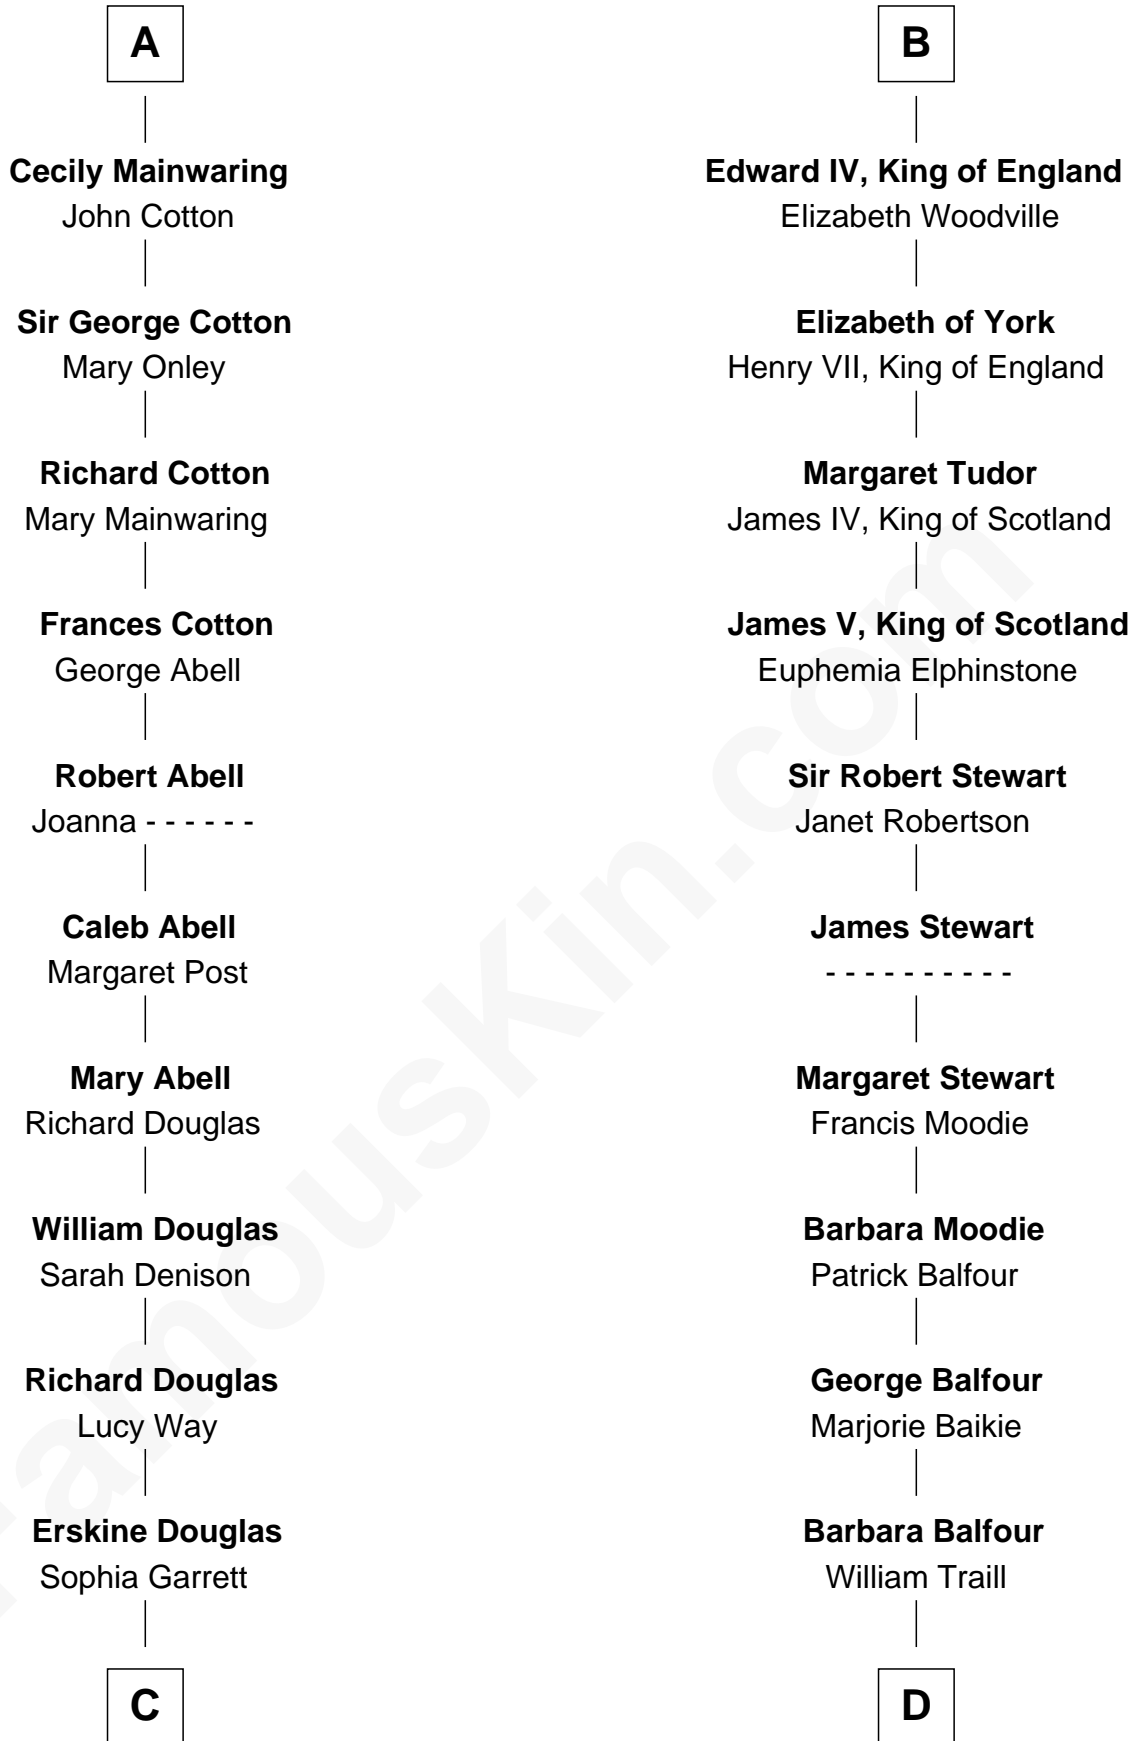 A
Cecily Mainwaring
John Cotton
Sir George Cotton
Mary Onley
Richard Cotton
Mary Mainwaring
Frances Cotton
George Abell
Robert Abell
Joanna - - - - - -
Caleb Abell
Margaret Post
Mary Abell
Richard Douglas
William Douglas
Sarah Denison
Richard Douglas
Lucy Way
Erskine Douglas
Sophia Garrett
C
B
Edward IV, King of England
Elizabeth Woodville
Elizabeth of York
Henry VII, King of England
Margaret Tudor
James IV, King of Scotland
James V, King of Scotland
Euphemia Elphinstone
Sir Robert Stewart
Janet Robertson
James Stewart
- - - - - - - - - -
Margaret Stewart
Francis Moodie
Barbara Moodie
Patrick Balfour
George Balfour
Marjorie Baikie
Barbara Balfour
William Traill
D
FamousKin.com